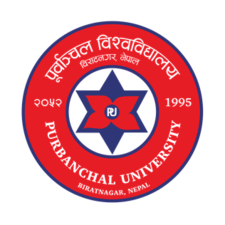 पूर्वाञ्चल विश्वविद्यालय
विराटनगर, नेपाल
२०५२
1995
PU
PURBANCHAL UNIVERSITY
BIRATNAGAR, NEPAL